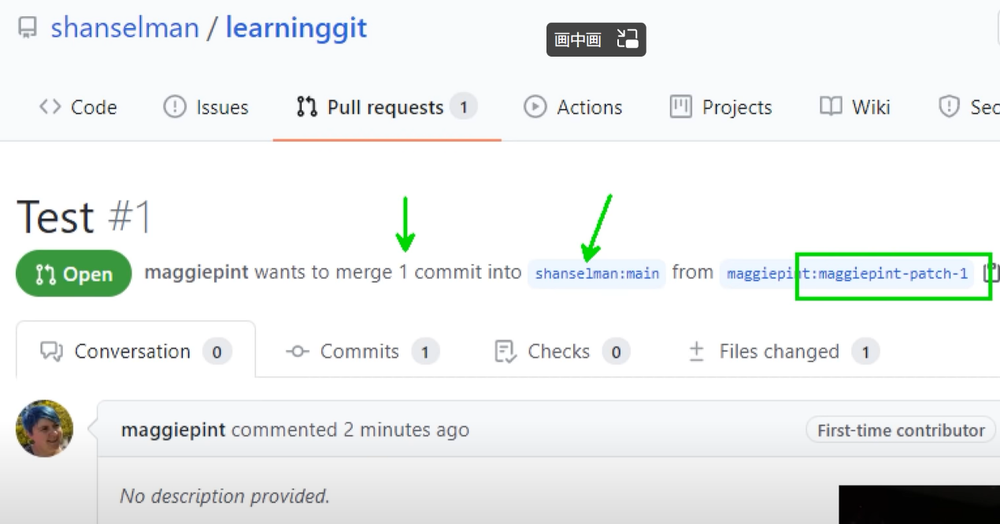 shanselman / learninggit
画中画
Code Issues Pull requests 1 Actions Projects Wiki
Test #1
Open maggiepint wants to merge 1 commit into shanselman:main from maggiepint:maggiepint-patch-1
Conversation 0 Commits 1 Checks 0 Files changed 1
maggiepint commented 2 minutes ago First-time contributor
No description provided.